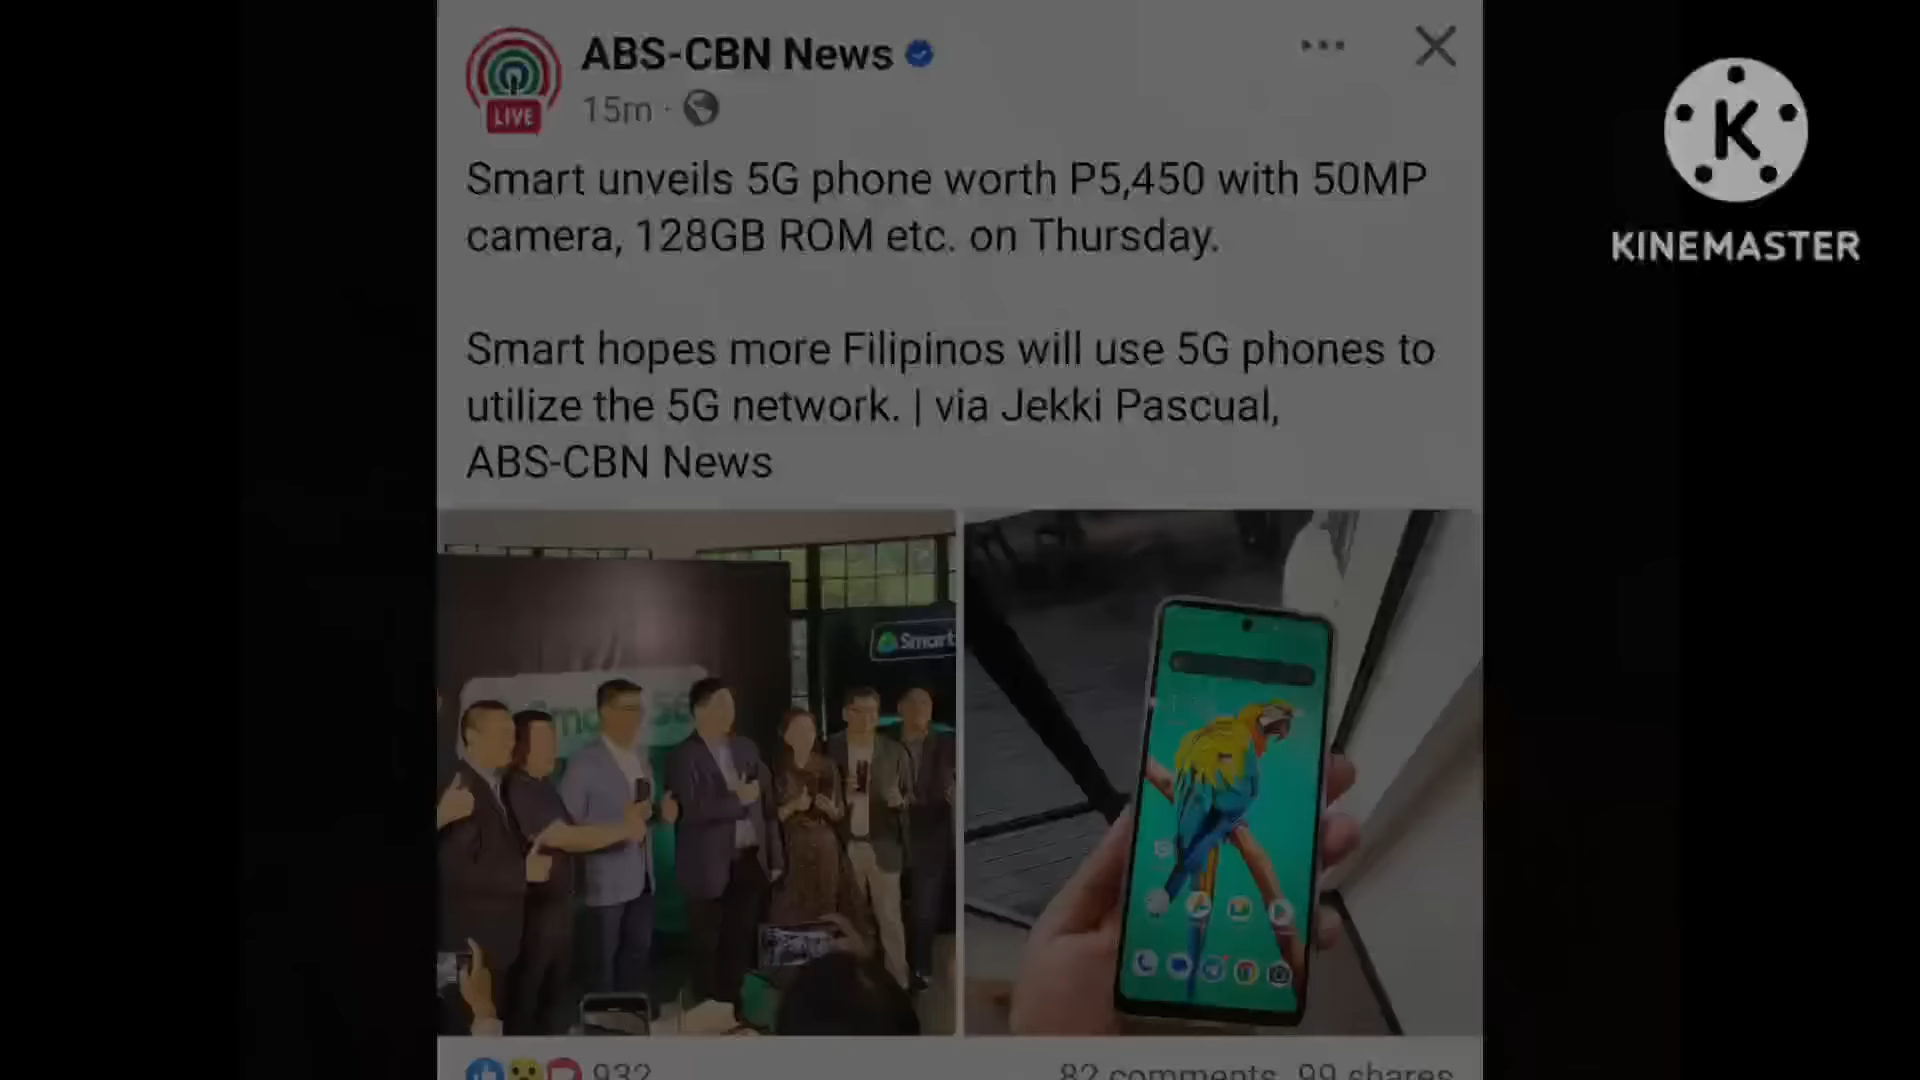 ABS-CBN News
LIVE
15m
Smart unveils 5G phone worth P5,450 with 50MP
camera, 128GB ROM etc. on Thursday.
Smart hopes more Filipinos will use 5G phones to
utilize the 5G network. | via Jekki Pascual,
ABS-CBN News
Smart
932
82 comments 99 shares
K
KINEMASTER